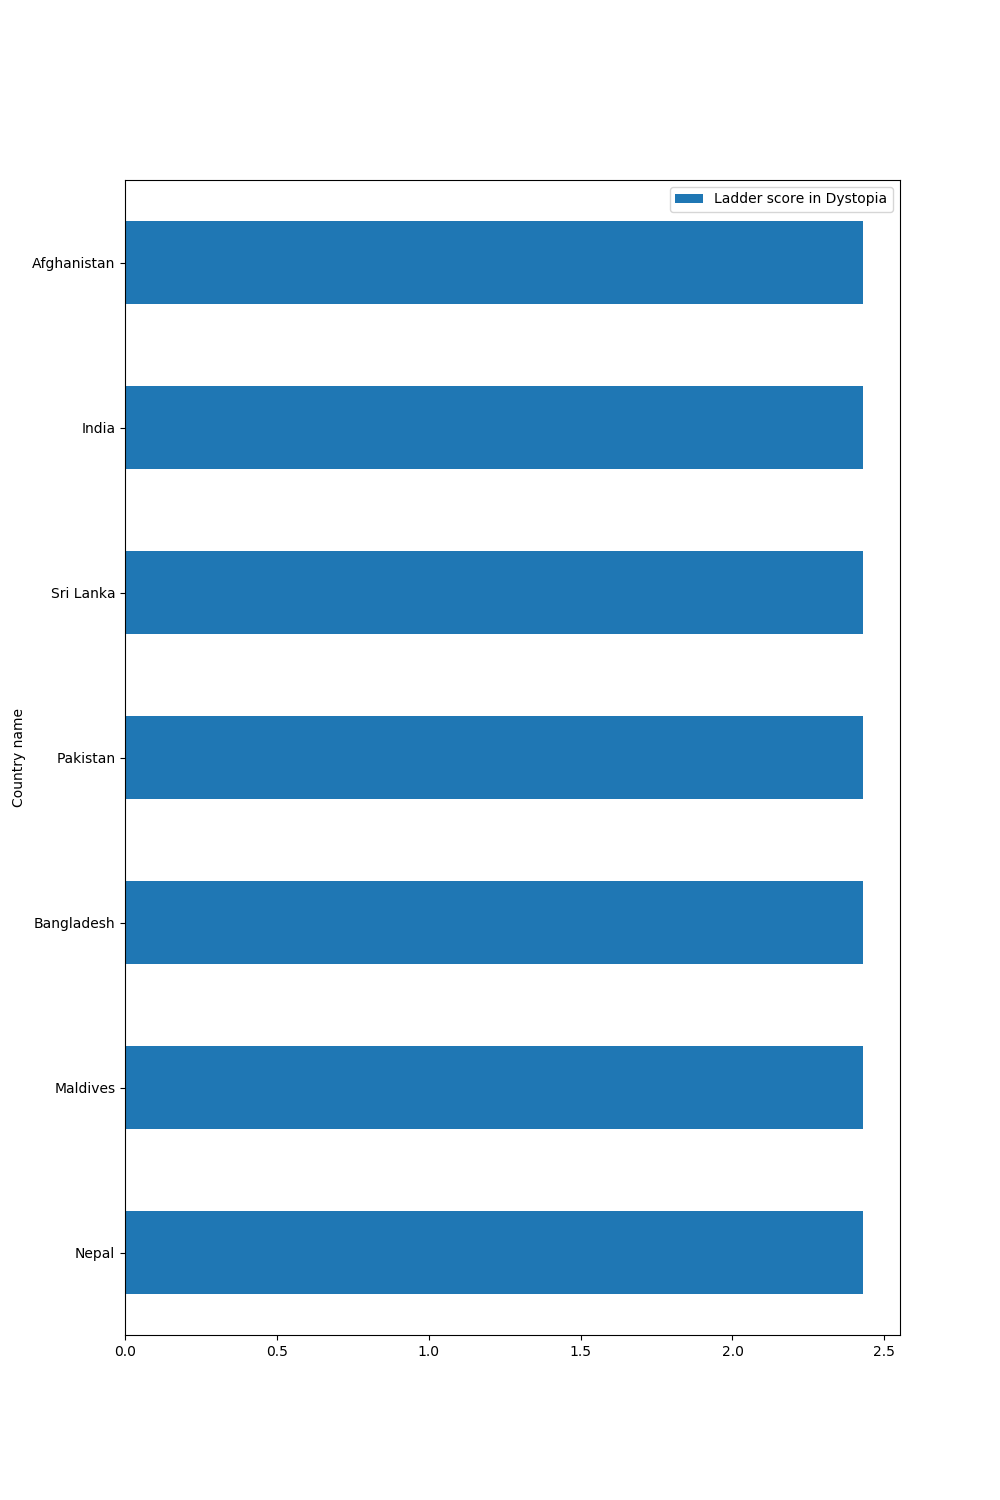 Ladder score in Dystopia
Afghanistan
India
Sri Lanka
Pakistan
Bangladesh
Maldives
Nepal
Country name
0.0 0.5 1.0 1.5 2.0 2.5